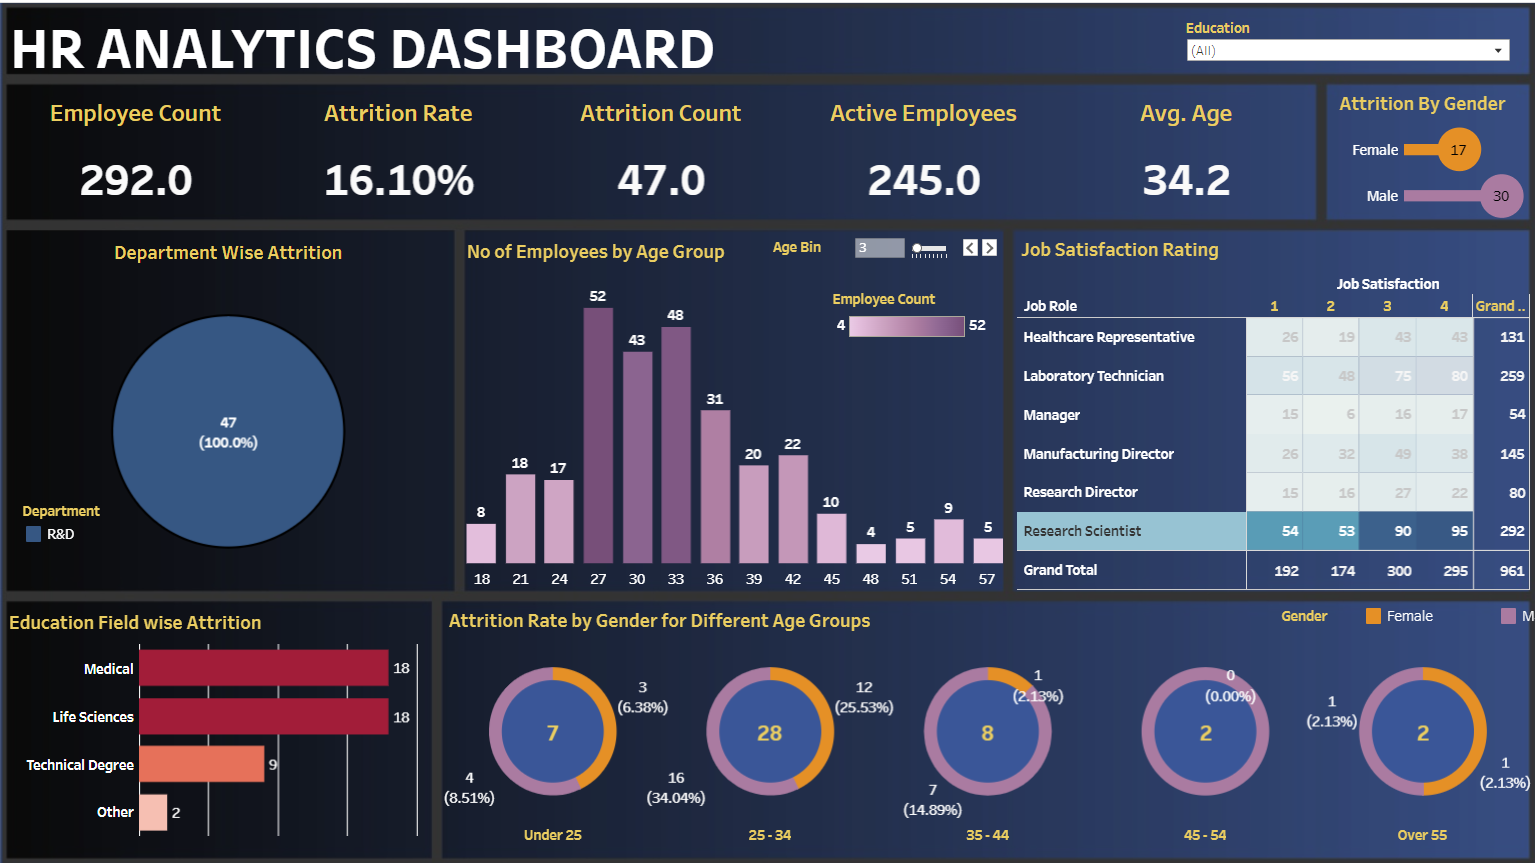 HR ANALYTICS DASHBOARD
Education
(All)
Employee Count
292.0
Attrition Rate
16.10%
Attrition Count
47.0
Active Employees
245.0
Avg. Age
34.2
Attrition By Gender
Female 17
Male 30
Department Wise Attrition
47
(100.0%)
Department
R&D
No of Employees by Age Group
Age Bin 3
Employee Count
4 52
8 18 17 52 43 48 31 20 22 10 4 5 9 5
18 21 24 27 30 33 36 39 42 45 48 51 54 57
Job Satisfaction Rating
Job Satisfaction
Job Role 1 2 3 4 Grand ..
Healthcare Representative 26 19 43 43 131
Laboratory Technician 56 48 75 80 259
Manager 15 6 16 17 54
Manufacturing Director 26 32 49 38 145
Research Director 15 16 27 22 80
Research Scientist 54 53 90 95 292
Grand Total 192 174 300 295 961
Education Field wise Attrition
Medical 18
Life Sciences 18
Technical Degree 9
Other 2
Attrition Rate by Gender for Different Age Groups
Gender Female M
7
3
(6.38%)
4
(8.51%)
Under 25
28
12
(25.53%)
16
(34.04%)
25 - 34
8
1
(2.13%)
7
(14.89%)
35 - 44
2
0
(0.00%)
45 - 54
2
1
(2.13%)
1
(2.13%)
Over 55